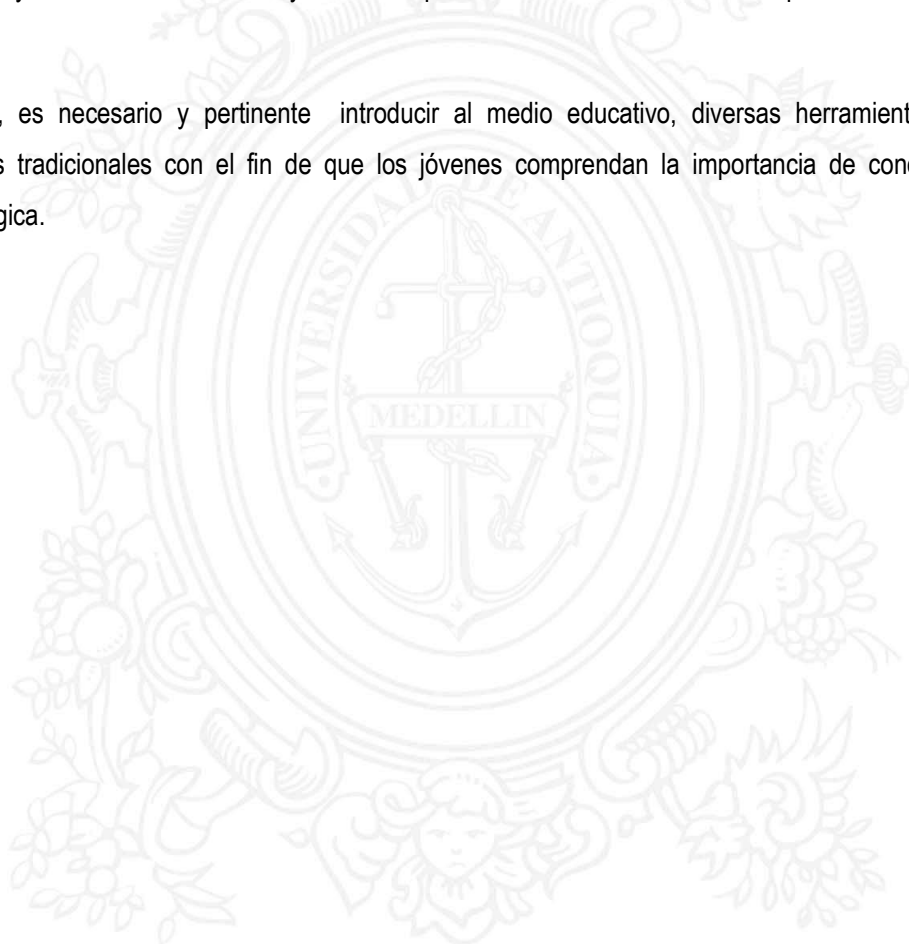 , es necesario y pertinente introducir al medio educativo, diversas herramient
s tradicionales con el fin de que los jóvenes comprendan la importancia de
gica.
UNIVERSIDAD DE ANTIOQUIA
MEDELLIN